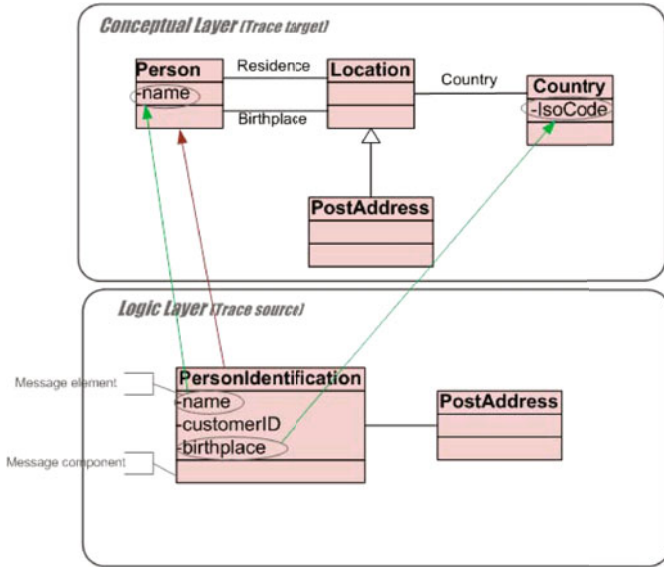 Conceptual Layer (Trace target)
Person
-name
Residence
Birthplace
Location
Country
Country
-IsoCode
PostAddress
Logic Layer (Trace source)
Message element
Message component
PersonIdentification
-name
-customerID
-birthplace
PostAddress